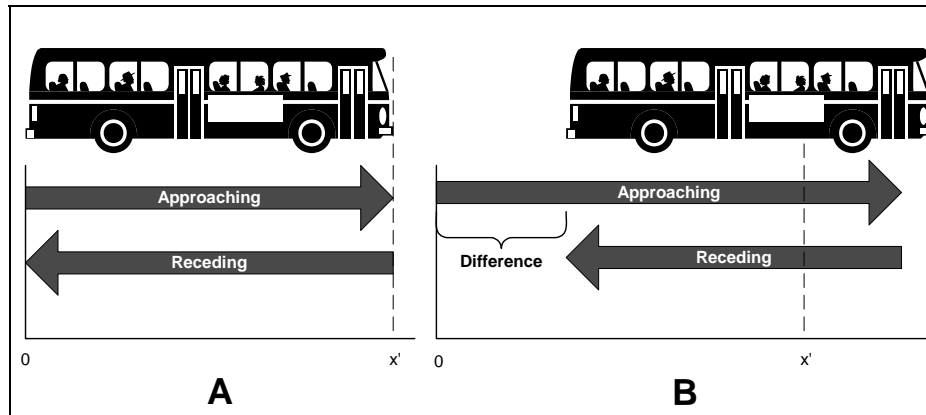 Approaching
Receding
0
x'
A
Approaching
Difference
Receding
0
x'
B